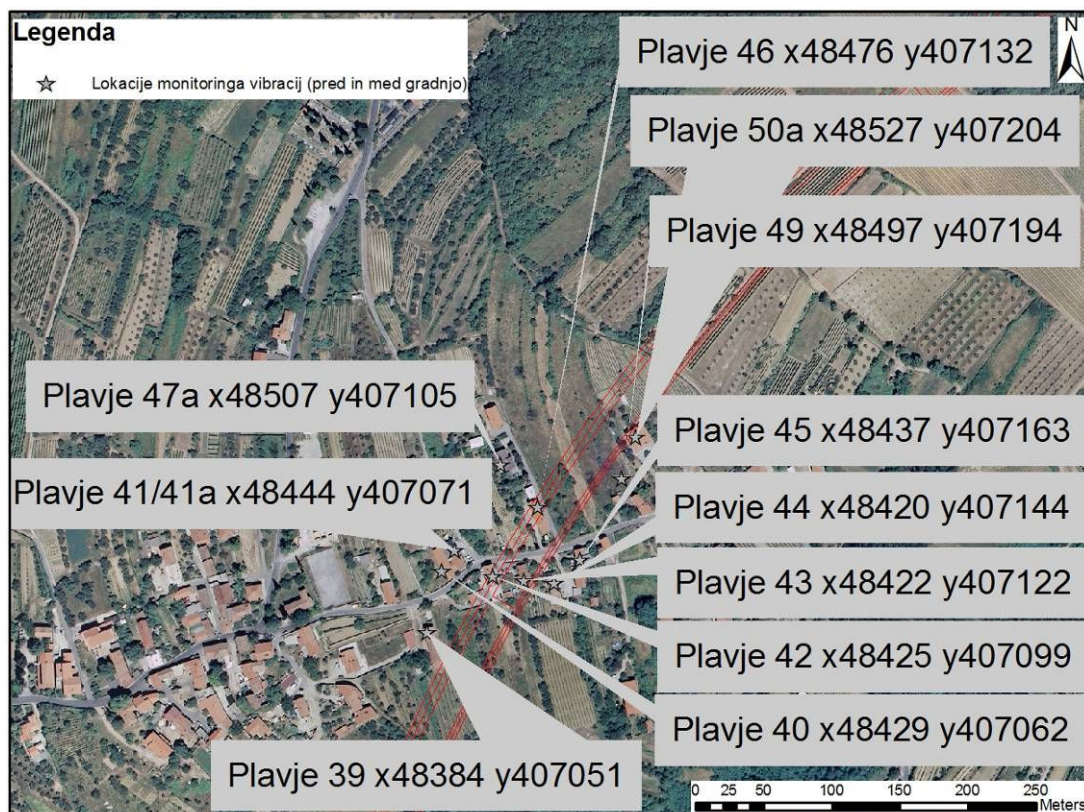 Legenda
Lokacije monitoringa vibracij (pred in med gradnjo)
N
Plavje 46 x48476 y407132
Plavje 50a x48527 y407204
Plavje 49 x48497 y407194
Plavje 47a x48507 y407105
Plavje 45 x48437 y407163
Plavje 41/41a x48444 y407071
Plavje 44 x48420 y407144
Plavje 43 x48422 y407122
Plavje 42 x48425 y407099
Plavje 40 x48429 y407062
Plavje 39 x48384 y407051
0 25 50 100 150 200 250
Meters